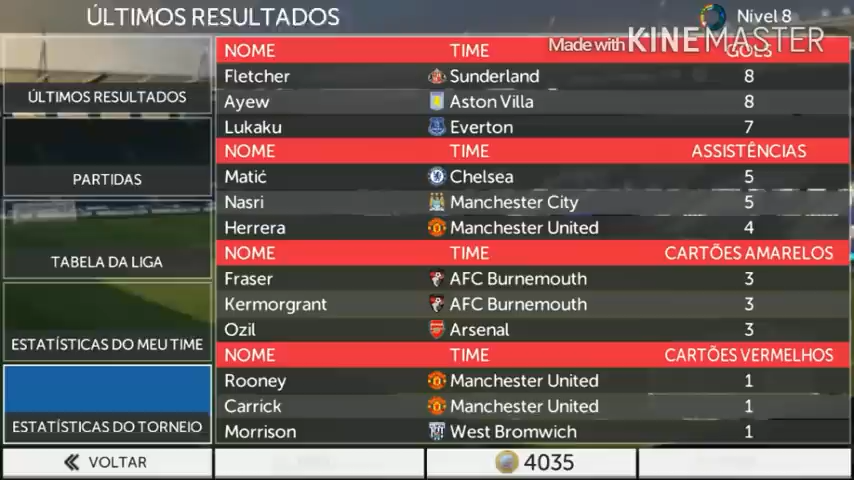 ÚLTIMOS RESULTADOS
Nível 8
Made with KINEMASTER
ÚLTIMOS RESULTADOS
PARTIDAS
TABELA DA LIGA
ESTATÍSTICAS DO MEU TIME
ESTATÍSTICAS DO TORNEIO
NOME TIME GOLS
Fletcher Sunderland 8
Ayew Aston Villa 8
Lukaku Everton 7
NOME TIME ASSISTÊNCIAS
Matić Chelsea 5
Nasri Manchester City 5
Herrera Manchester United 4
NOME TIME CARTÕES AMARELOS
Fraser AFC Burnemouth 3
Kermorgrant AFC Burnemouth 3
Ozil Arsenal 3
NOME TIME CARTÕES VERMELHOS
Rooney Manchester United 1
Carrick Manchester United 1
Morrison West Bromwich 1
VOLTAR
4035